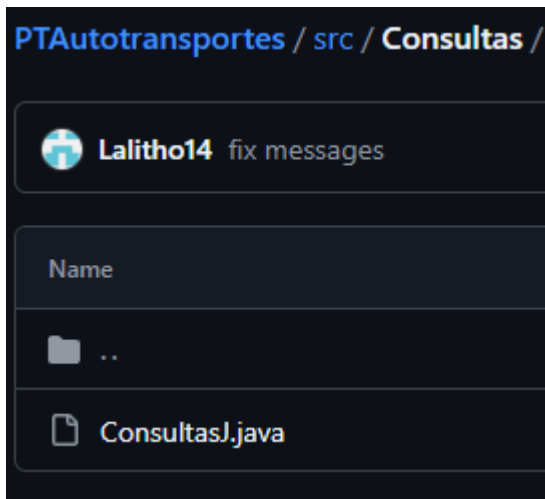 PTAutotransportes / src / Consultas /
Lalitho14 fix messages
Name
..
ConsultasJ.java